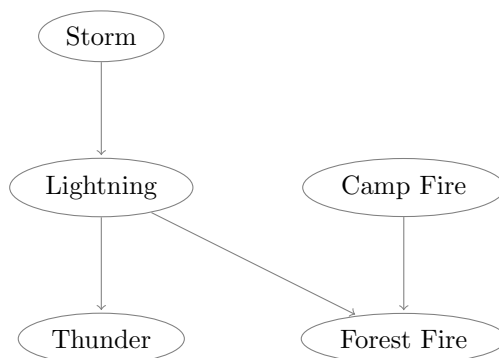 Storm
Lightning
Camp Fire
Thunder
Forest Fire